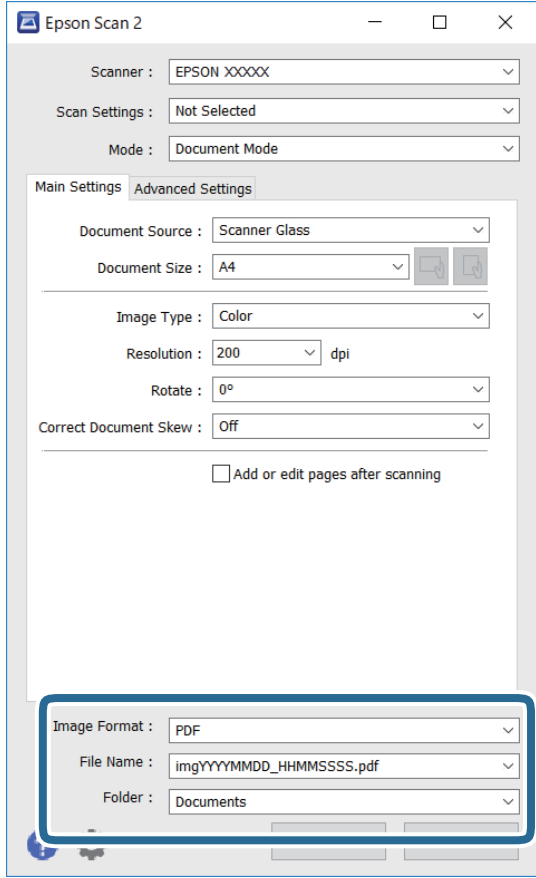 Epson Scan 2
Scanner : EPSON XXXXX
Scan Settings : Not Selected
Mode : Document Mode
Main Settings Advanced Settings
Document Source : Scanner Glass
Document Size : A4
Image Type : Color
Resolution : 200 dpi
Rotate : 0°
Correct Document Skew : Off
Add or edit pages after scanning
Image Format : PDF
File Name : imgYYYYMMDD_HHMMSSSS.pdf
Folder : Documents